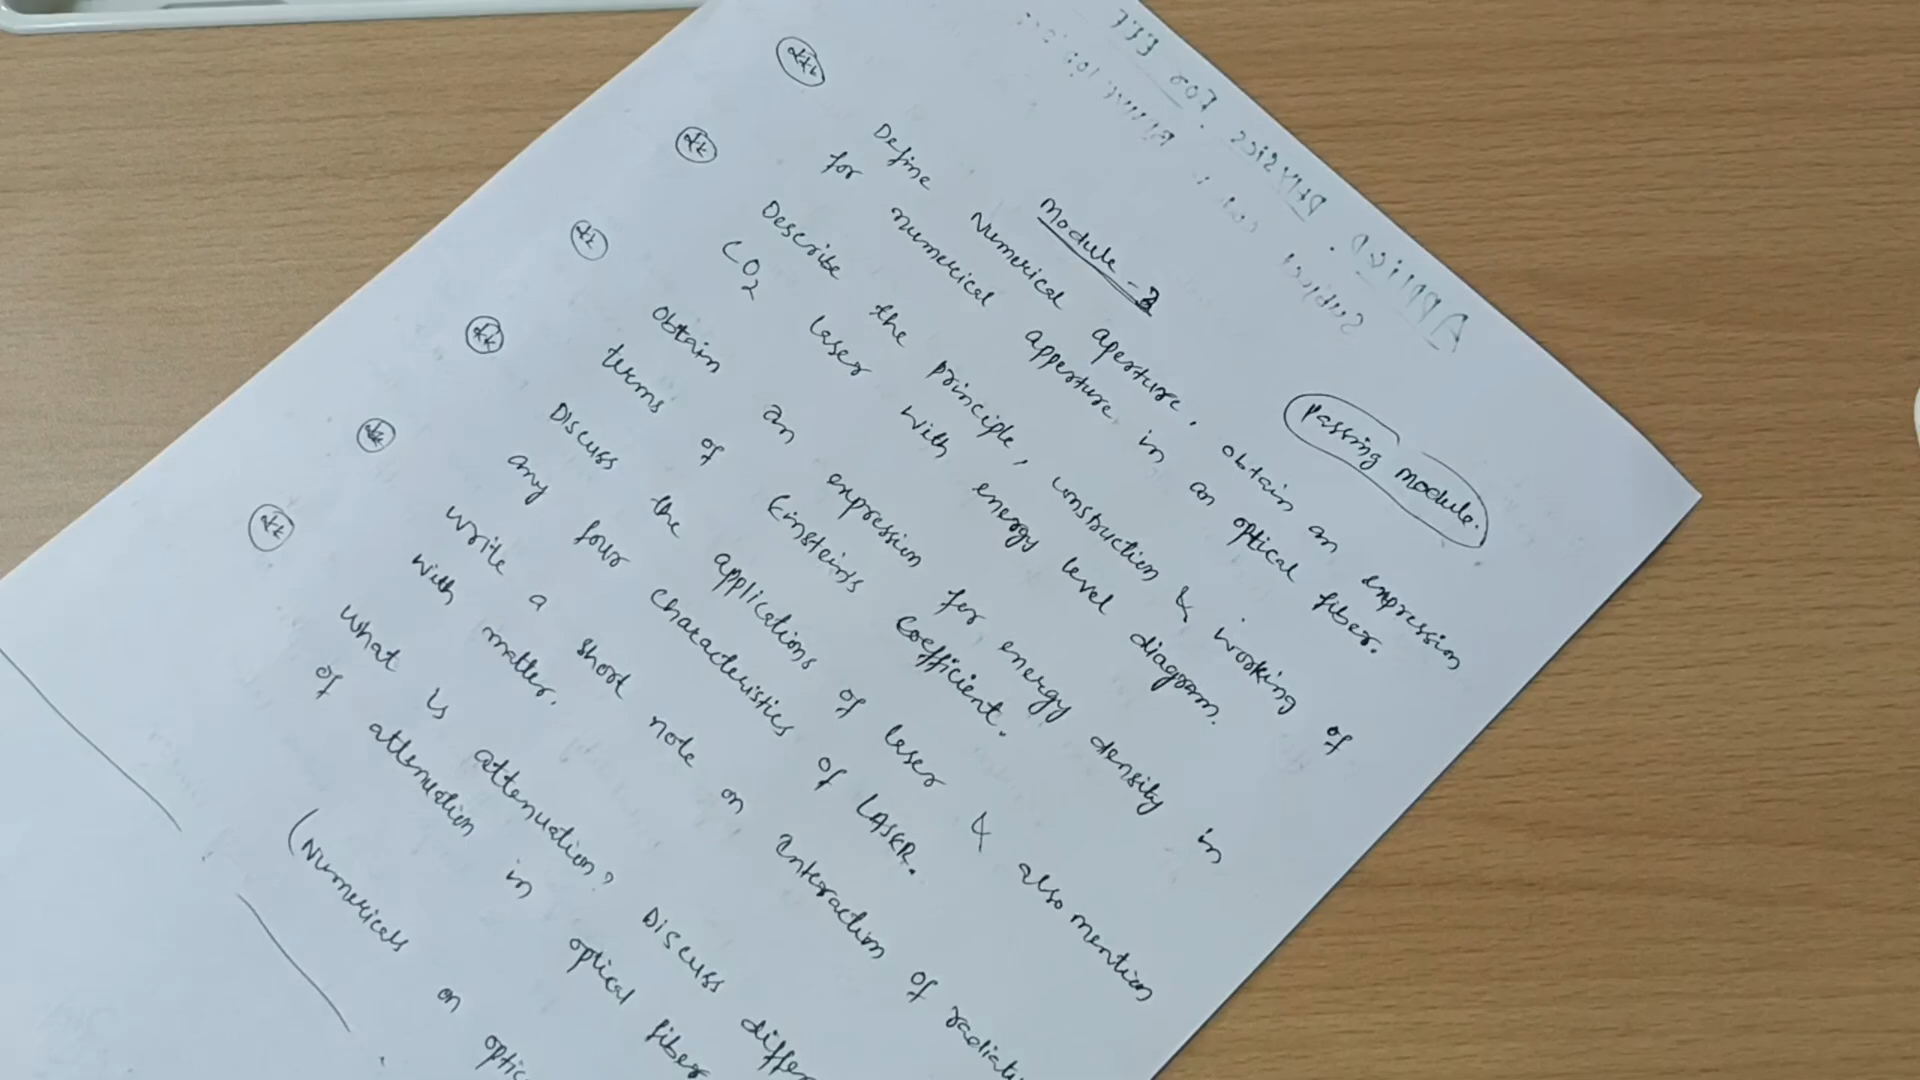 Module - 2
Passing module.
Define Numerical aperture, obtain an expression
for numerical apperture in an optical fiber.
Describe the principle, construction & working of
CO2 laser with energy level diagram.
Obtain an expression for energy density in
terms of Einstein's Coefficient.
Discuss the applications of laser & also mention
any four characteristics of LASER.
Write a short note on Interaction of
with matter.
What is attenuation? Discuss
of attenuation in optical fiber
(Numericals on
APPlied PHYSICS FOR EEE
Subject